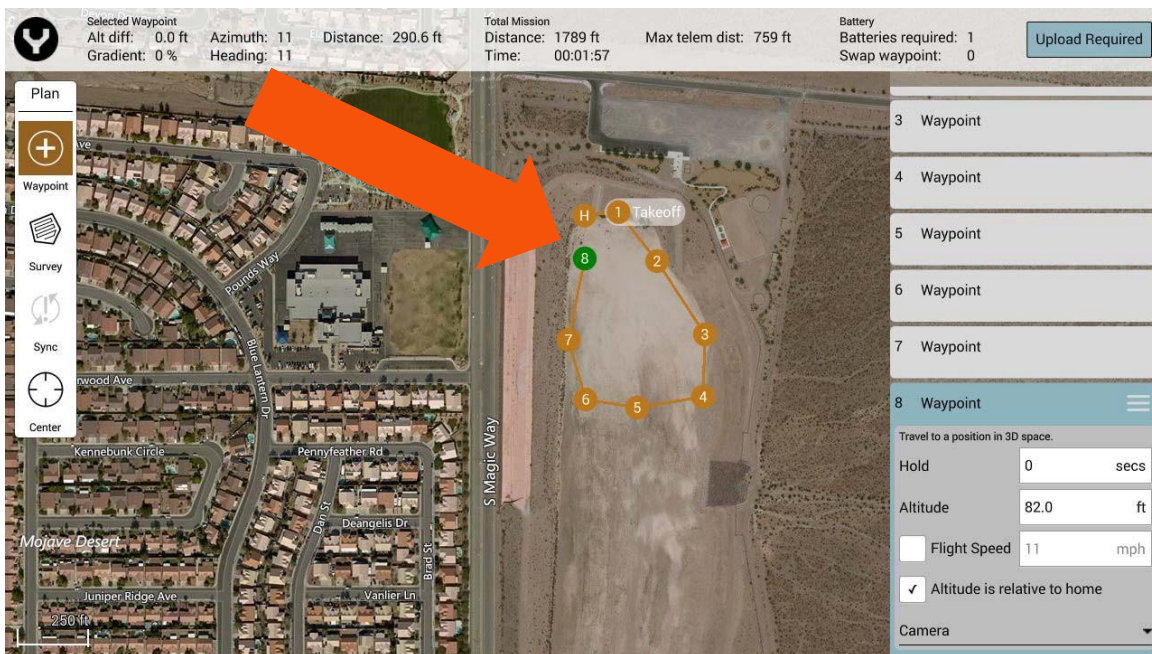 Selected Waypoint
Alt diff: 0.0 ft Azimuth: 11 Distance: 290.6 ft
Gradient: 0 % Heading: 11
Total Mission
Distance: 1789 ft Max telem dist: 759 ft
Time: 00:01:57
Battery
Batteries required: 1
Swap waypoint: 0
Upload Required
Plan
Waypoint
Survey
Sync
Center
H
1 Takeoff
2
3
4
5
6
7
8
Ave
Pounds Way
Blue Lantern Dr
rwood Ave
Kennebunk Circle
Pennyfeather Rd
S Magic Way
Dan St
Deangelis Dr
Brad St
Mojave Desert
Juniper Ridge Ave
Vanlier Ln
250 ft
3 Waypoint
4 Waypoint
5 Waypoint
6 Waypoint
7 Waypoint
8 Waypoint
Travel to a position in 3D space.
Hold 0 secs
Altitude 82.0 ft
Flight Speed 11 mph
Altitude is relative to home
Camera